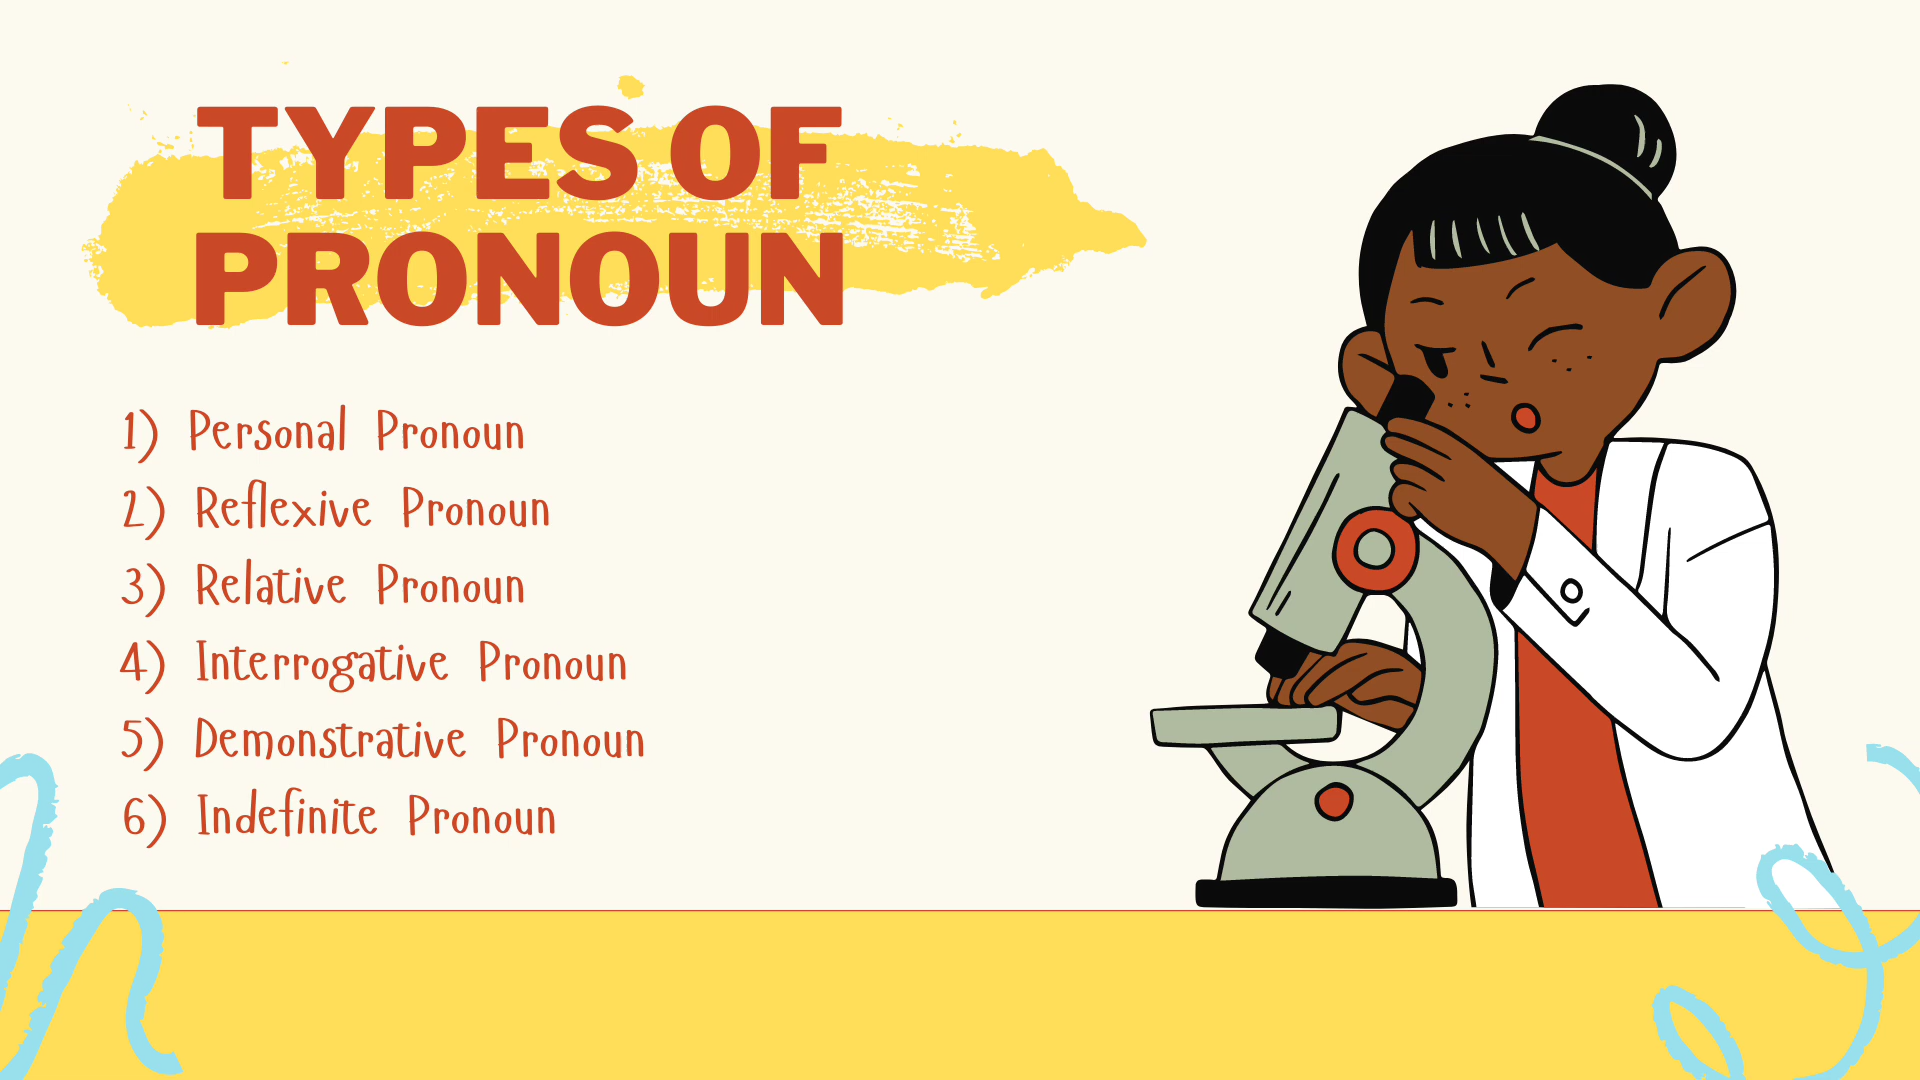 TYPES OF
PRONOUN
1) Personal Pronoun
2) Reflexive Pronoun
3) Relative Pronoun
4) Interrogative Pronoun
5) Demonstrative Pronoun
6) Indefinite Pronoun